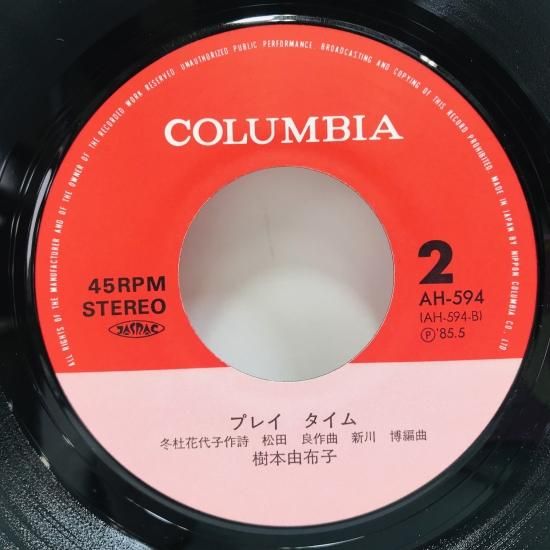 ALL RIGHTS OF THE MANUFACTURER AND OF THE OWNER OF THE RECORDED WORK RESERVED. UNAUTHORIZED PUBLIC PERFORMANCE, BROADCASTING AND COPYING OF THIS RECORD PROHIBITED. MADE IN JAPAN BY NIPPON COLUMBIA CO., LTD.
COLUMBIA
45RPM
STEREO
JASRAC
2
AH-594
(AH-594-B)
Ⓟ'85.5
プレイ タイム
冬杜花代子作詩 松田 良作曲 新川 博編曲
樹本由布子